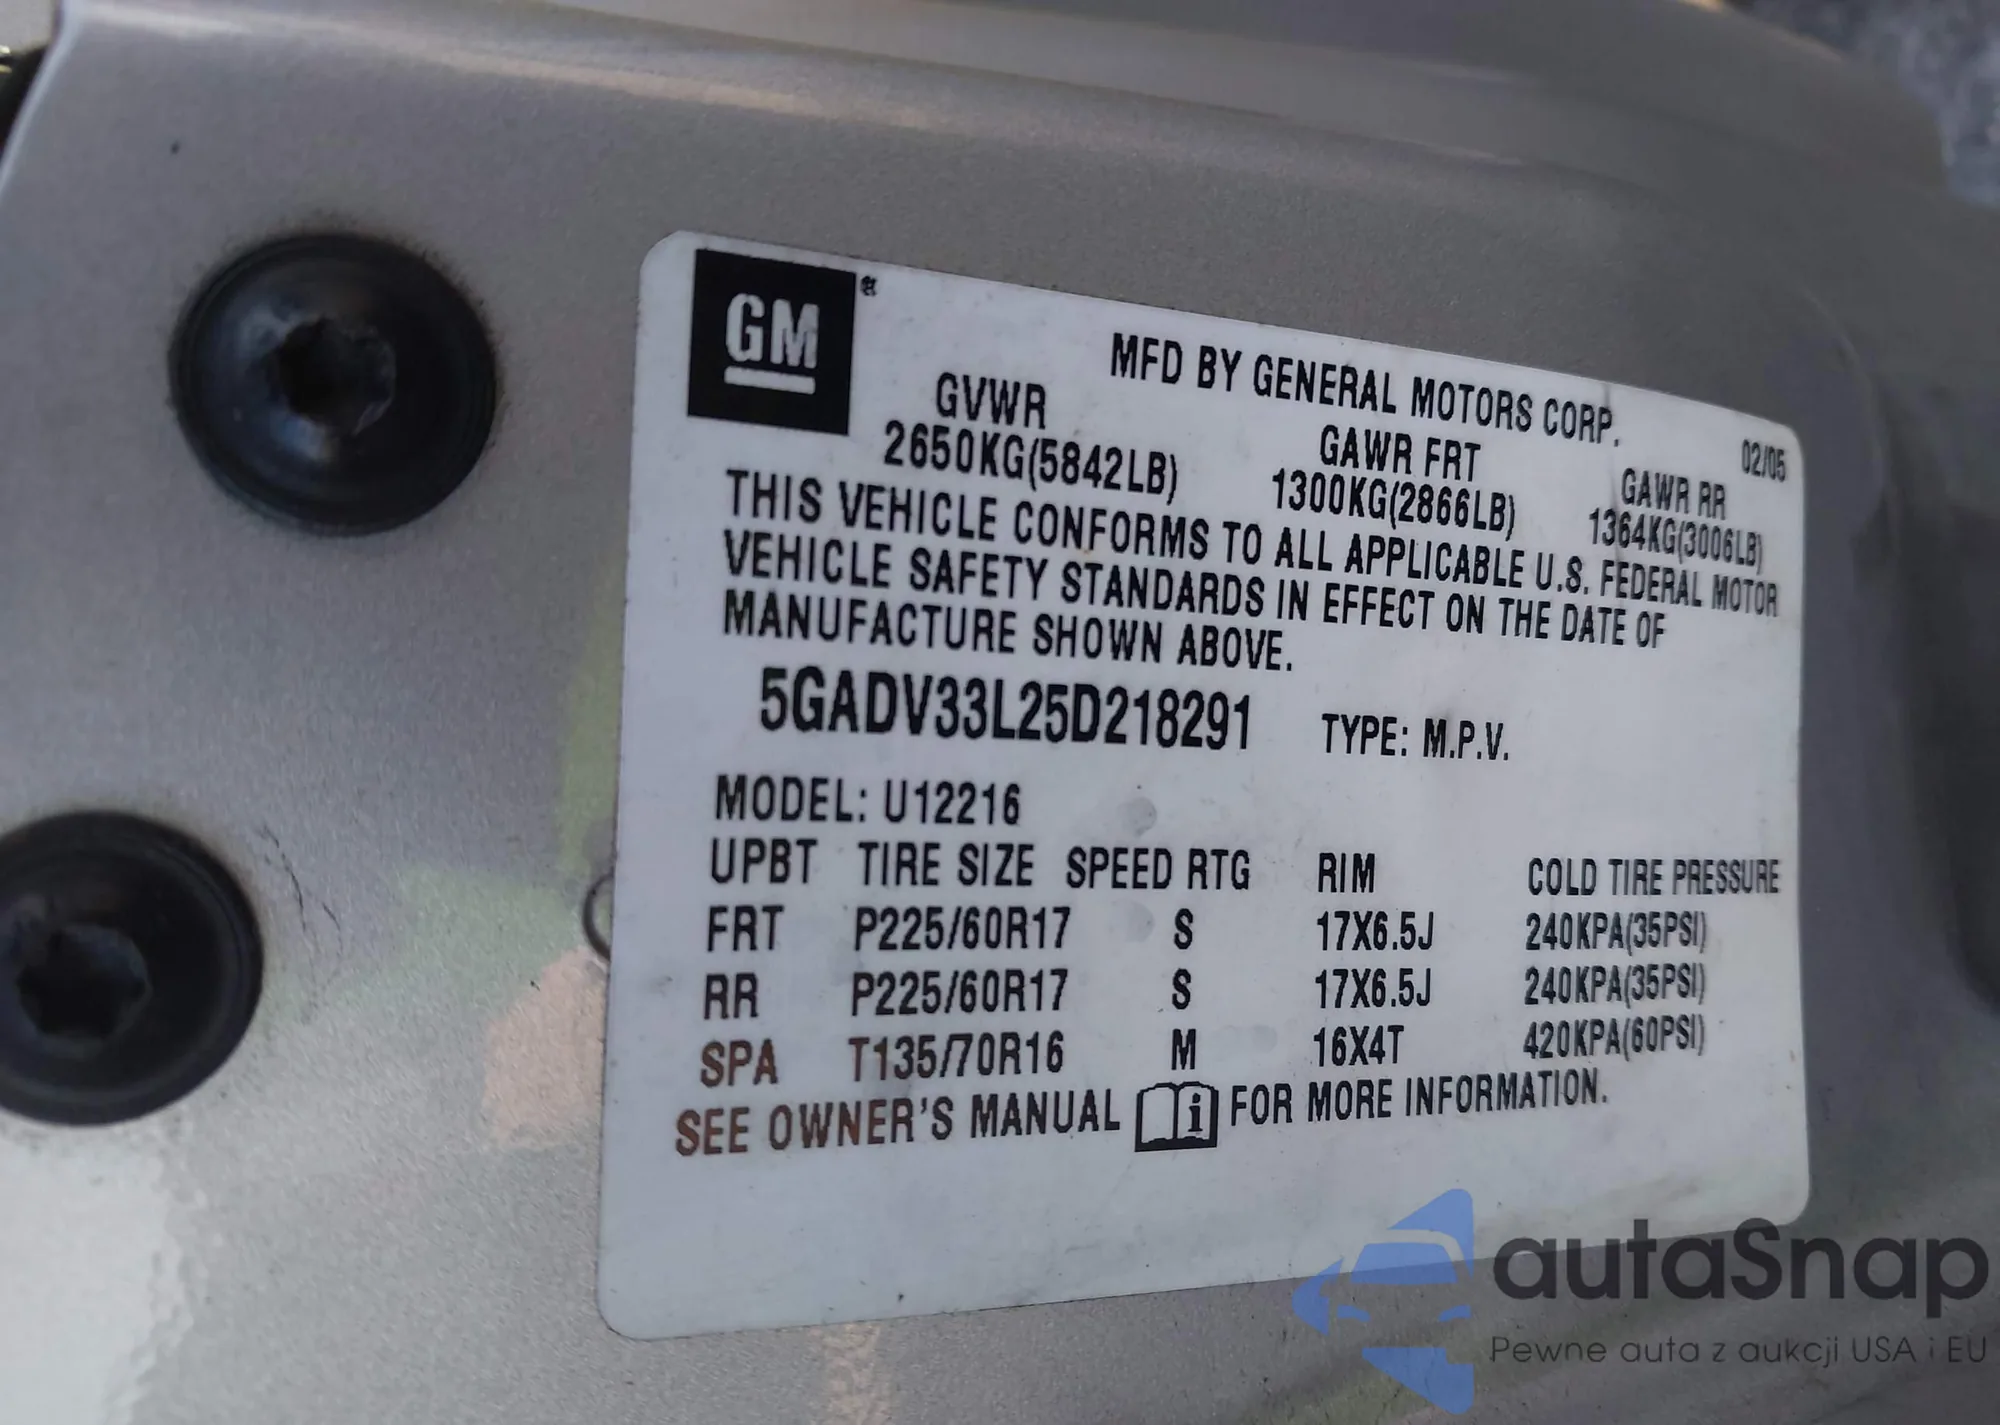 GM®
MFD BY GENERAL MOTORS CORP.
02/05
GVWR GAWR FRT GAWR RR
2650KG(5842LB) 1300KG(2866LB) 1364KG(3006LB)
THIS VEHICLE CONFORMS TO ALL APPLICABLE U.S. FEDERAL MOTOR
VEHICLE SAFETY STANDARDS IN EFFECT ON THE DATE OF
MANUFACTURE SHOWN ABOVE.
5GADV33L25D218291 TYPE: M.P.V.
MODEL: U12216
UPBT TIRE SIZE SPEED RTG RIM COLD TIRE PRESSURE
FRT P225/60R17 S 17X6.5J 240KPA(35PSI)
RR P225/60R17 S 17X6.5J 240KPA(35PSI)
SPA T135/70R16 M 16X4T 420KPA(60PSI)
SEE OWNER'S MANUAL i FOR MORE INFORMATION.
autaSnap
Pewne auta z aukcji USA i EU